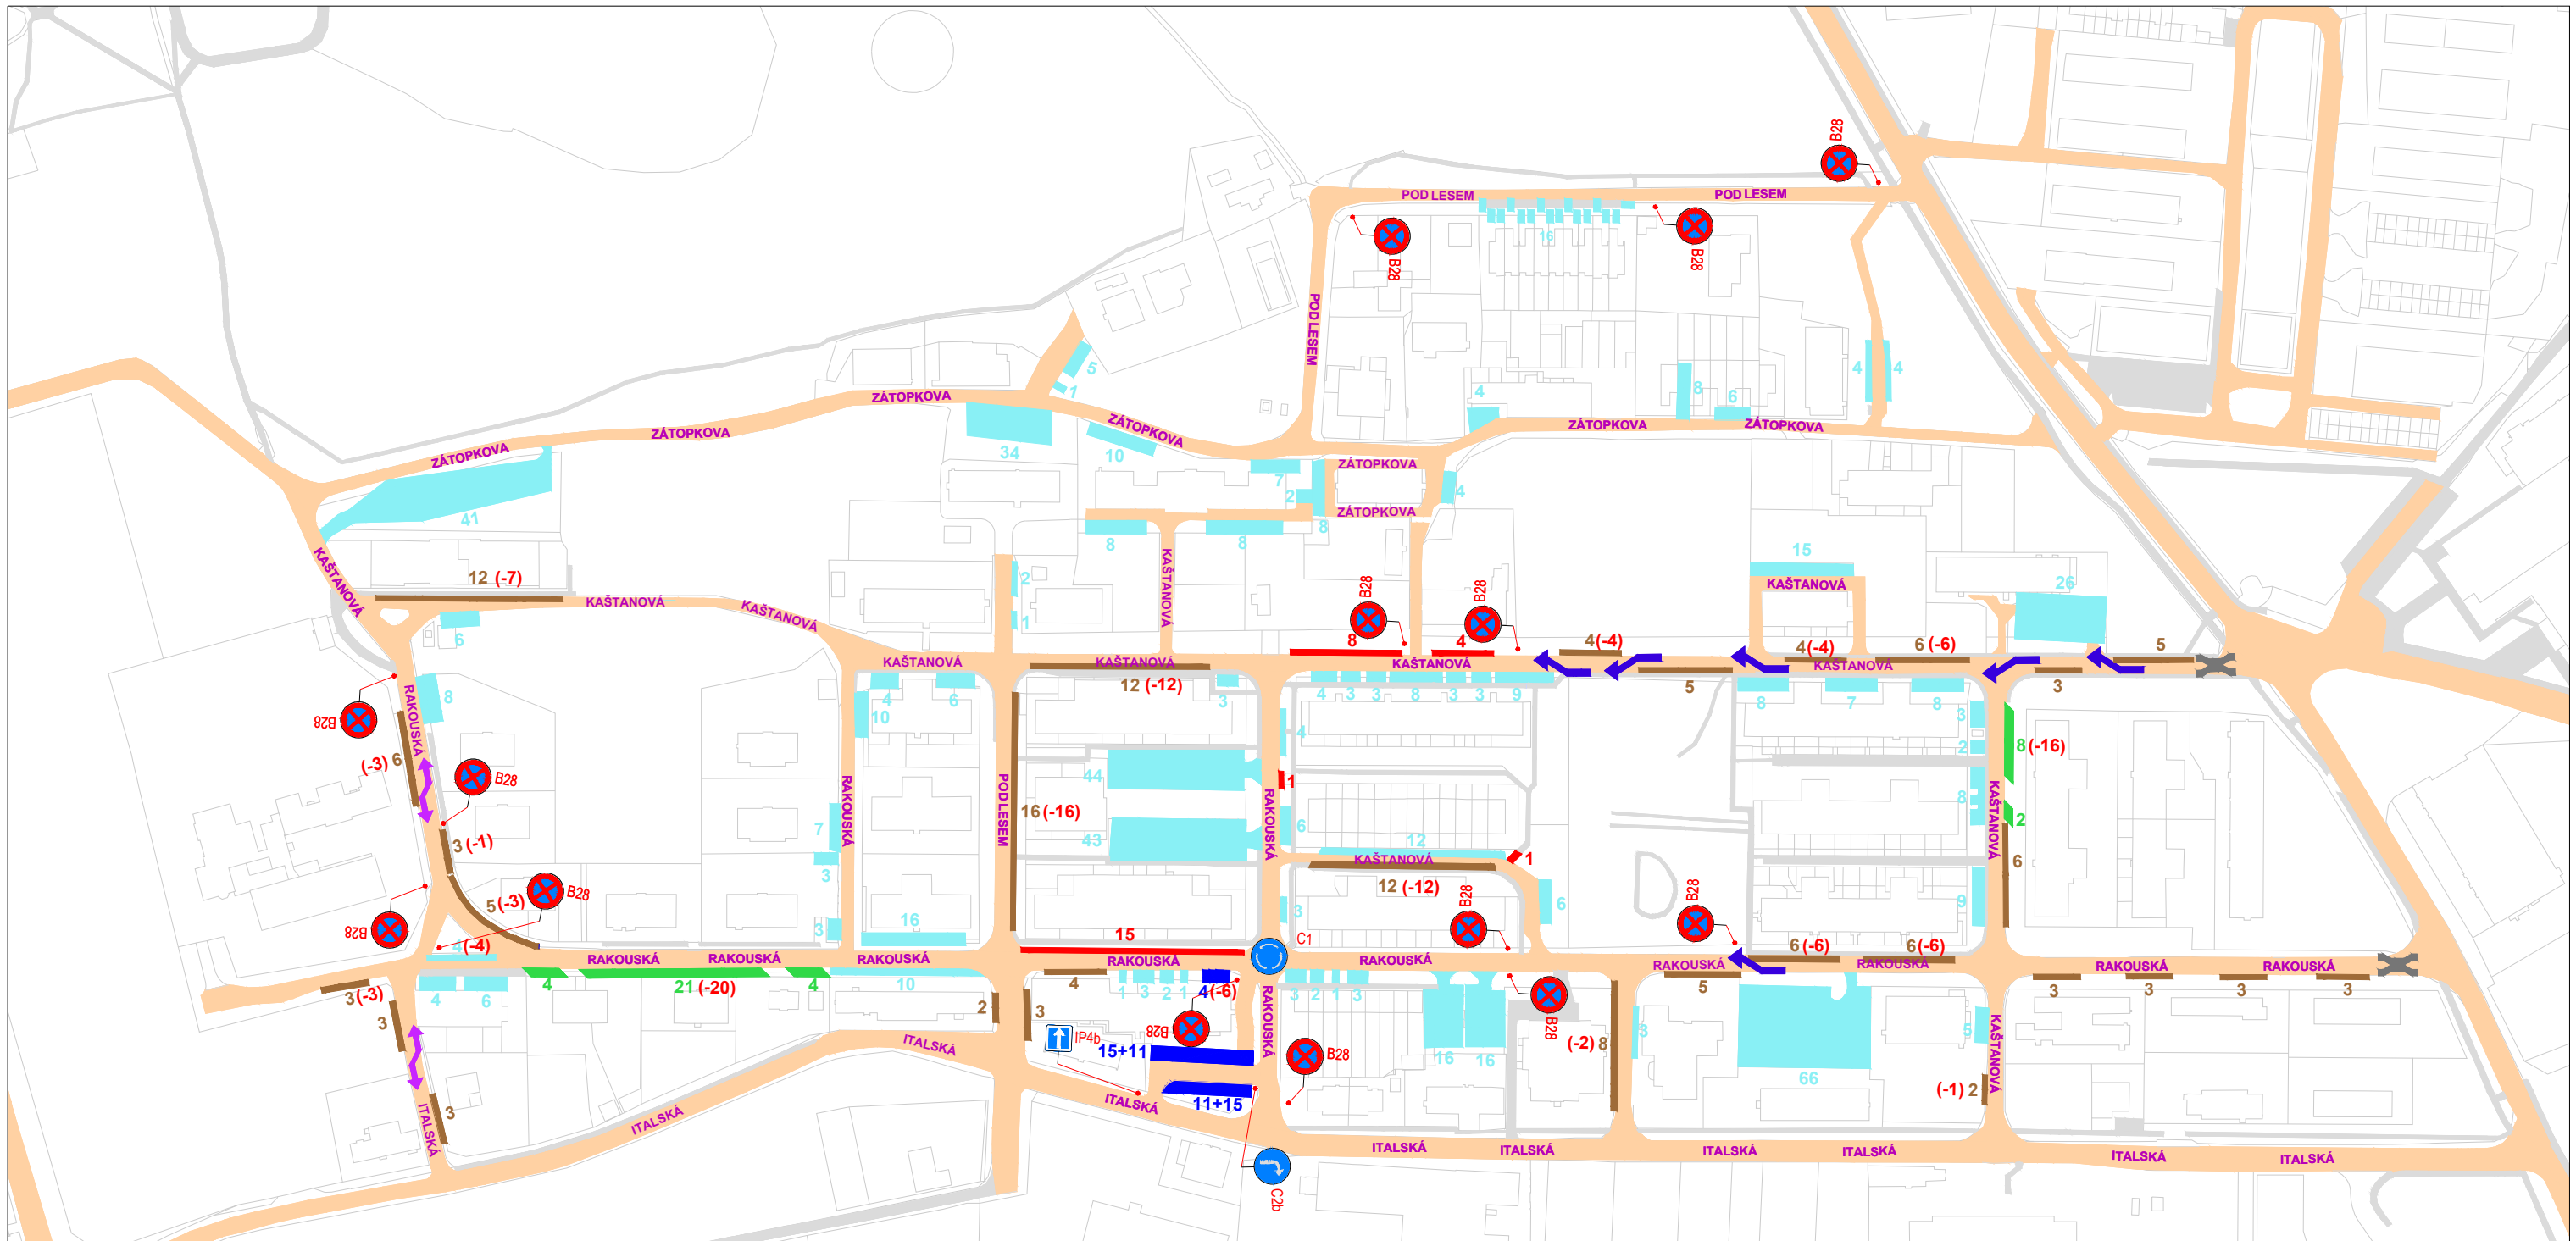 B28
POD LESEM
POD LESEM
16
B28
B28
POD LESEM
5
1
4
8
6
4
4
ZÁTOPKOVA
ZÁTOPKOVA
ZÁTOPKOVA
ZÁTOPKOVA
ZÁTOPKOVA
ZÁTOPKOVA
34
10
ZÁTOPKOVA
7
2
4
ZÁTOPKOVA
8
41
8
8
15
KAŠTANOVÁ
26
KAŠTANOVÁ
12 (-7)
KAŠTANOVÁ
KAŠTANOVÁ
KAŠTANOVÁ
2
1
6
B28
B28
8
4
4(-4)
4(-4)
6 (-6)
5
KAŠTANOVÁ
KAŠTANOVÁ
KAŠTANOVÁ
KAŠTANOVÁ
12 (-12)
4
6
3
4
3
3
8
3
3
9
5
8
7
8
3
RAKOUSKÁ
8
B28
10
4
3
2
8 (-16)
(-3) 6
B28
44
1
RAKOUSKÁ
POD LESEM
16 (-16)
RAKOUSKÁ
KAŠTANOVÁ
8
2
7
6
43
12
3 (-1)
3
KAŠTANOVÁ
1
6
12 (-12)
5 (-3)
B28
B28
B28
6
9
3
3
16
B28
4 (-4)
15
C1
6 (-6)
6(-6)
RAKOUSKÁ
RAKOUSKÁ
RAKOUSKÁ
RAKOUSKÁ
RAKOUSKÁ
RAKOUSKÁ
RAKOUSKÁ
RAKOUSKÁ
RAKOUSKÁ
3 (-3)
4
6
4
21 (-20)
4
10
4
1
3
2
1
4(-6)
3
2
1
3
5
3
3
3
3
3
2
3
IP4b
B28
RAKOUSKÁ
B28
16
16
B28
(-2) 8
3
66
5
KAŠTANOVÁ
ITALSKÁ
15+11
11+15
3
ITALSKÁ
ITALSKÁ
ITALSKÁ
(-1) 2
ITALSKÁ
ITALSKÁ
ITALSKÁ
ITALSKÁ
ITALSKÁ
ITALSKÁ
C2b